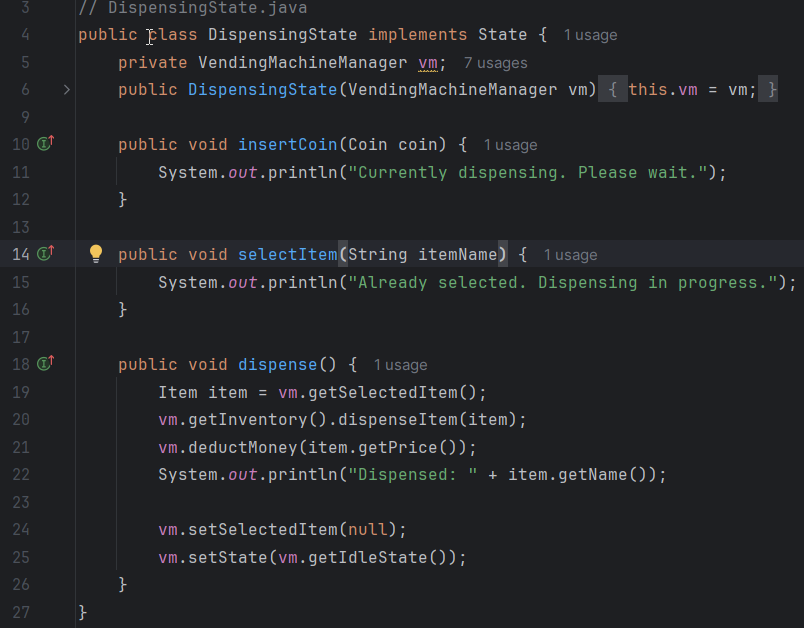 3 // DispensingState.java
4 public class DispensingState implements State { 1 usage
5 private VendingMachineManager vm; 7 usages
6 public DispensingState(VendingMachineManager vm) { this.vm = vm; }
9
10 public void insertCoin(Coin coin) { 1 usage
11 System.out.println("Currently dispensing. Please wait.");
12 }
13
14 public void selectItem(String itemName) { 1 usage
15 System.out.println("Already selected. Dispensing in progress.");
16 }
17
18 public void dispense() { 1 usage
19 Item item = vm.getSelectedItem();
20 vm.getInventory().dispenseItem(item);
21 vm.deductMoney(item.getPrice());
22 System.out.println("Dispensed: " + item.getName());
23
24 vm.setSelectedItem(null);
25 vm.setState(vm.getIdleState());
26 }
27 }